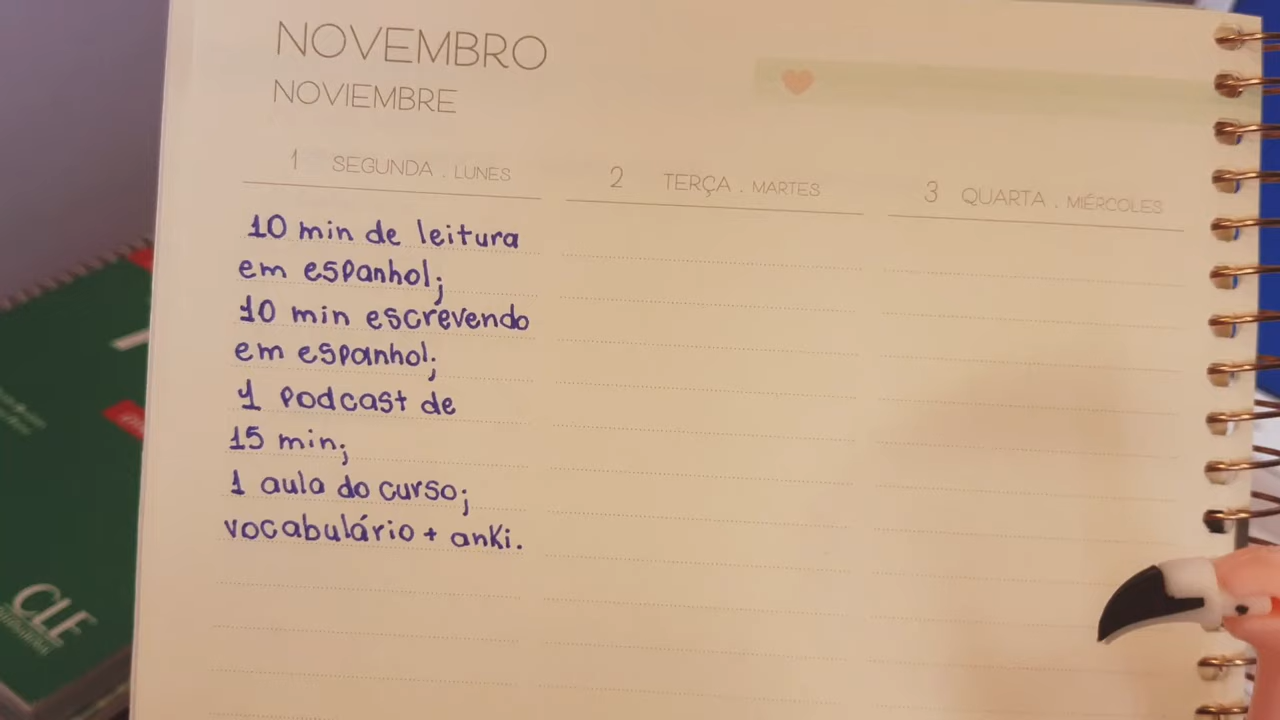 NOVEMBRO
NOVIEMBRE
1 SEGUNDA . LUNES
2 TERÇA . MARTES
3 QUARTA . MIÉRCOLES
10 min de leitura
em espanhol;
10 min escrevendo
em espanhol;
1 podcast de
15 min;
1 aula do curso;
vocabulário + anki.
CLE